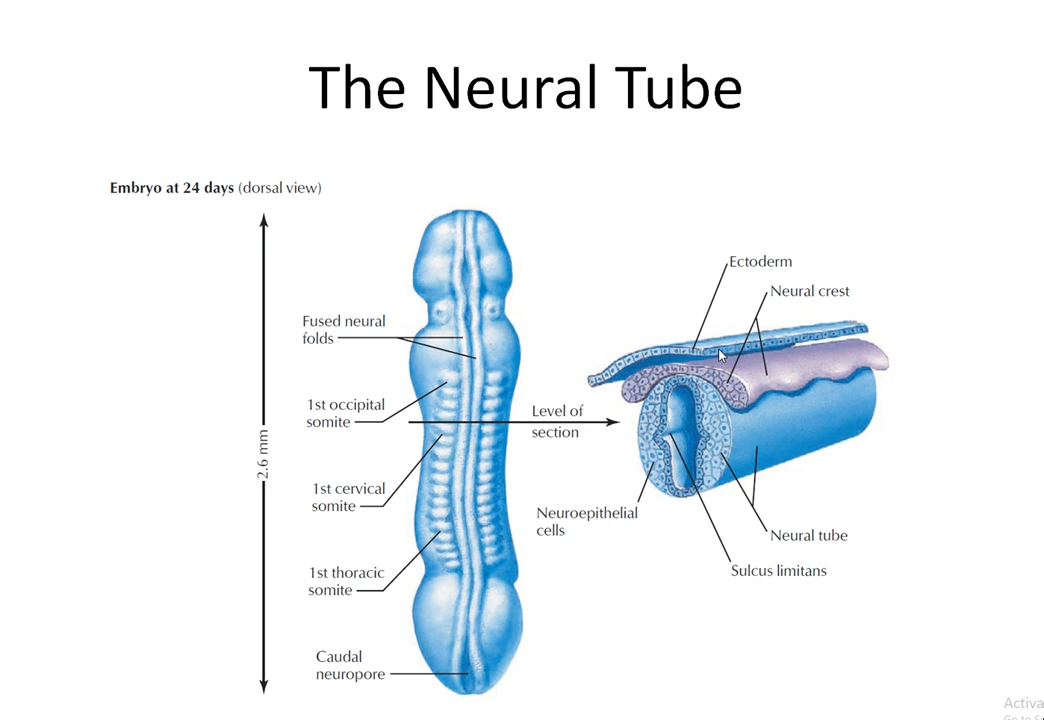 The Neural Tube
Embryo at 24 days (dorsal view)
Ectoderm
Neural crest
Fused neural
folds
1st occipital
somite
Level of
section
2.6 mm
1st cervical
somite
Neuroepithelial
cells
Neural tube
Sulcus limitans
1st thoracic
somite
Caudal
neuropore
Activa